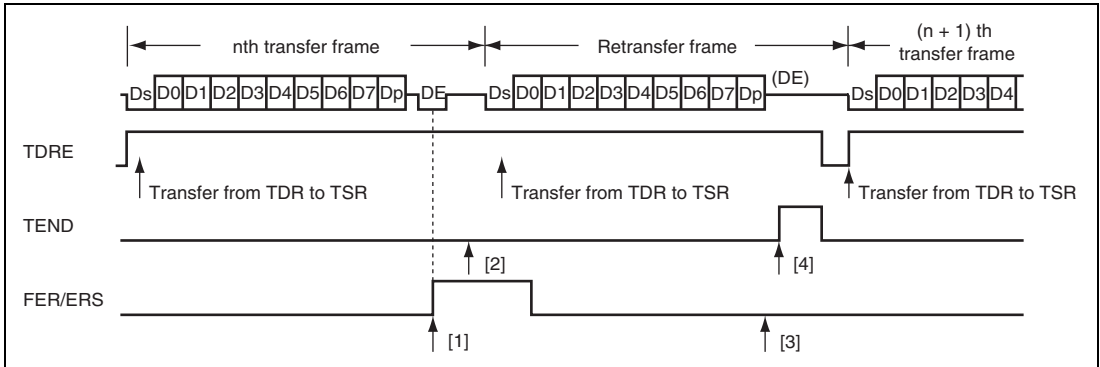 nth transfer frame
Retransfer frame
(n + 1) th
transfer frame
Ds D0 D1 D2 D3 D4 D5 D6 D7 Dp DE
Ds D0 D1 D2 D3 D4 D5 D6 D7 Dp (DE)
Ds D0 D1 D2 D3 D4
TDRE
Transfer from TDR to TSR
Transfer from TDR to TSR
Transfer from TDR to TSR
TEND
[2]
[4]
FER/ERS
[1]
[3]